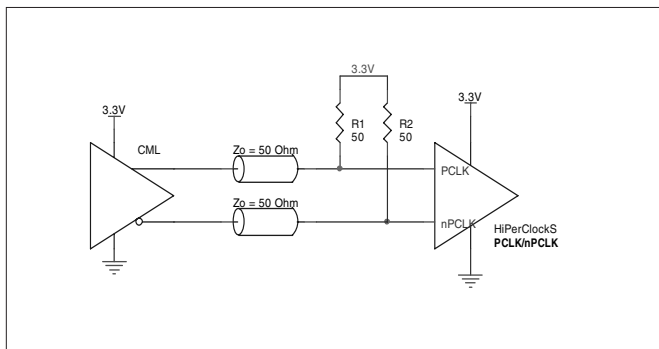 3.3V
3.3V
3.3V
R1
50
R2
50
CML
Zo = 50 Ohm
PCLK
Zo = 50 Ohm
nPCLK
HiPerClockS
PCLK/nPCLK